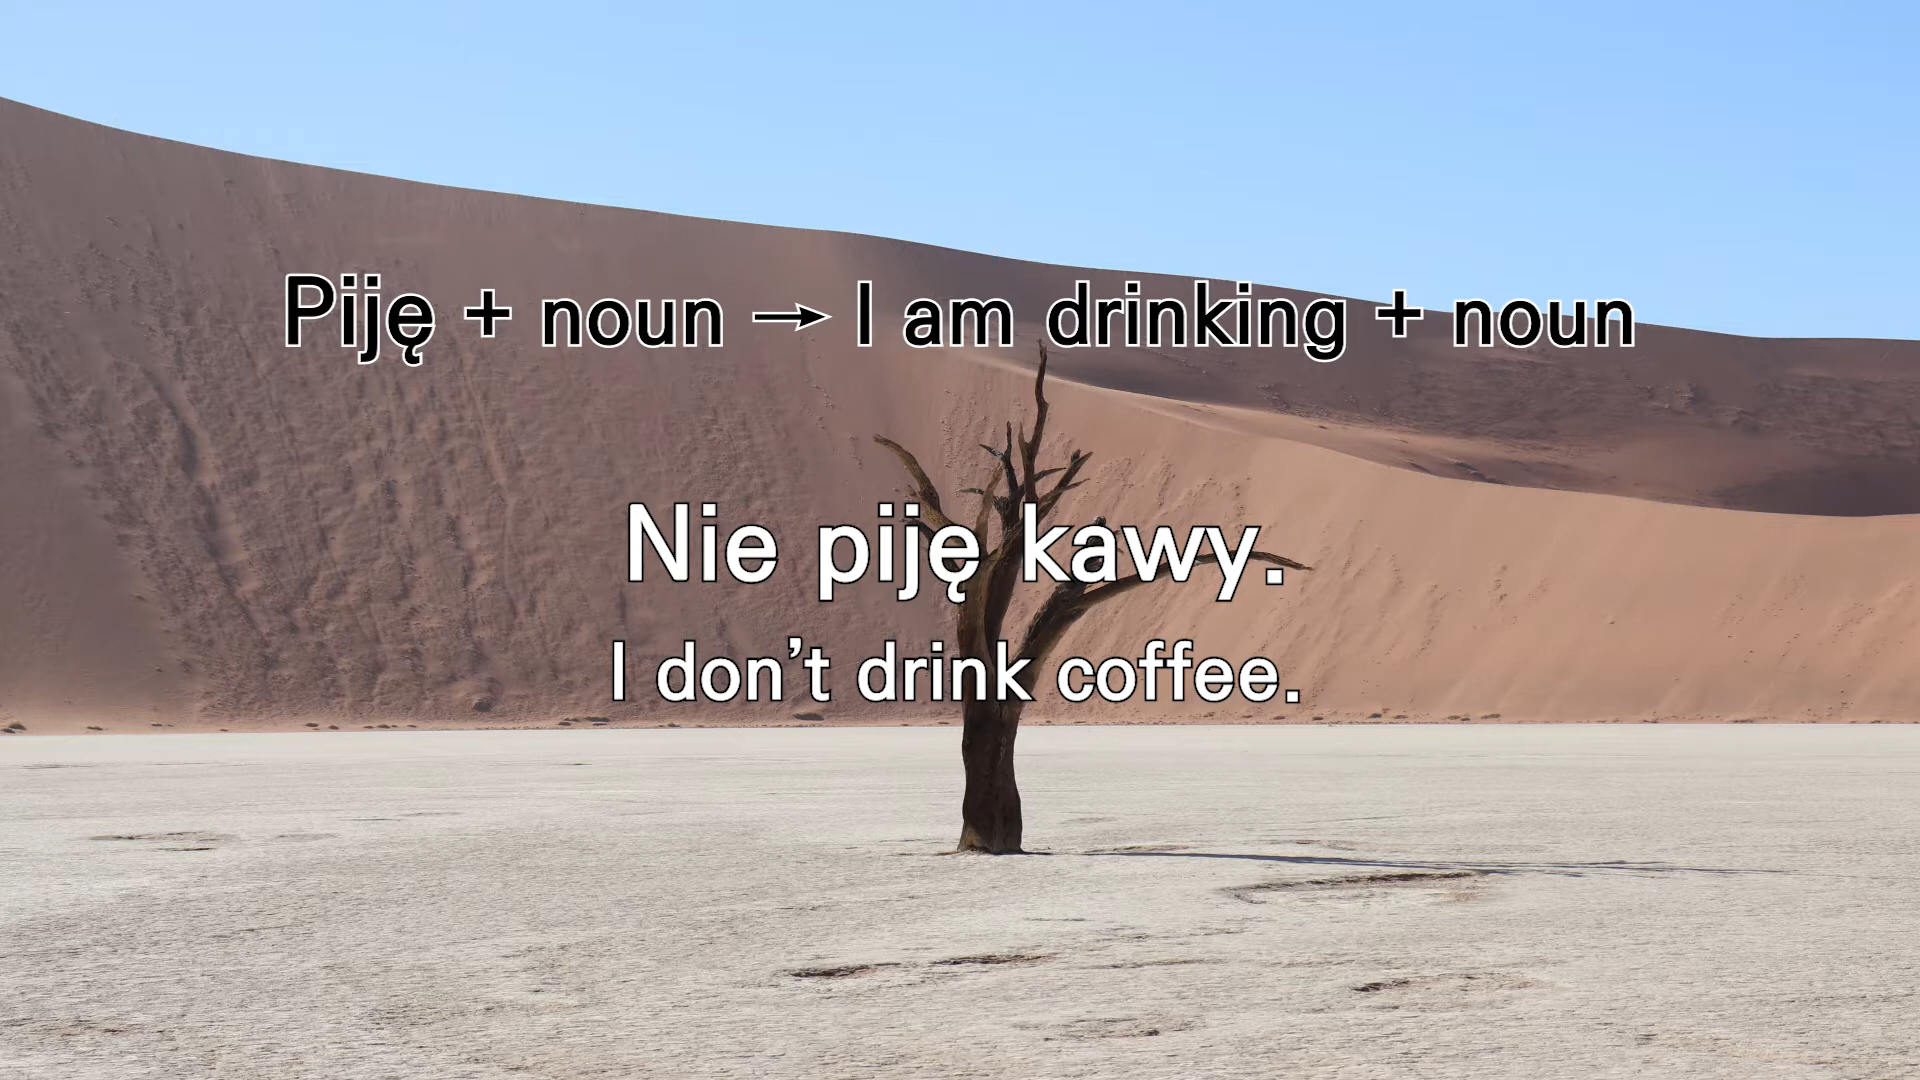 Piję + noun → I am drinking + noun
Nie piję kawy.
I don’t drink coffee.